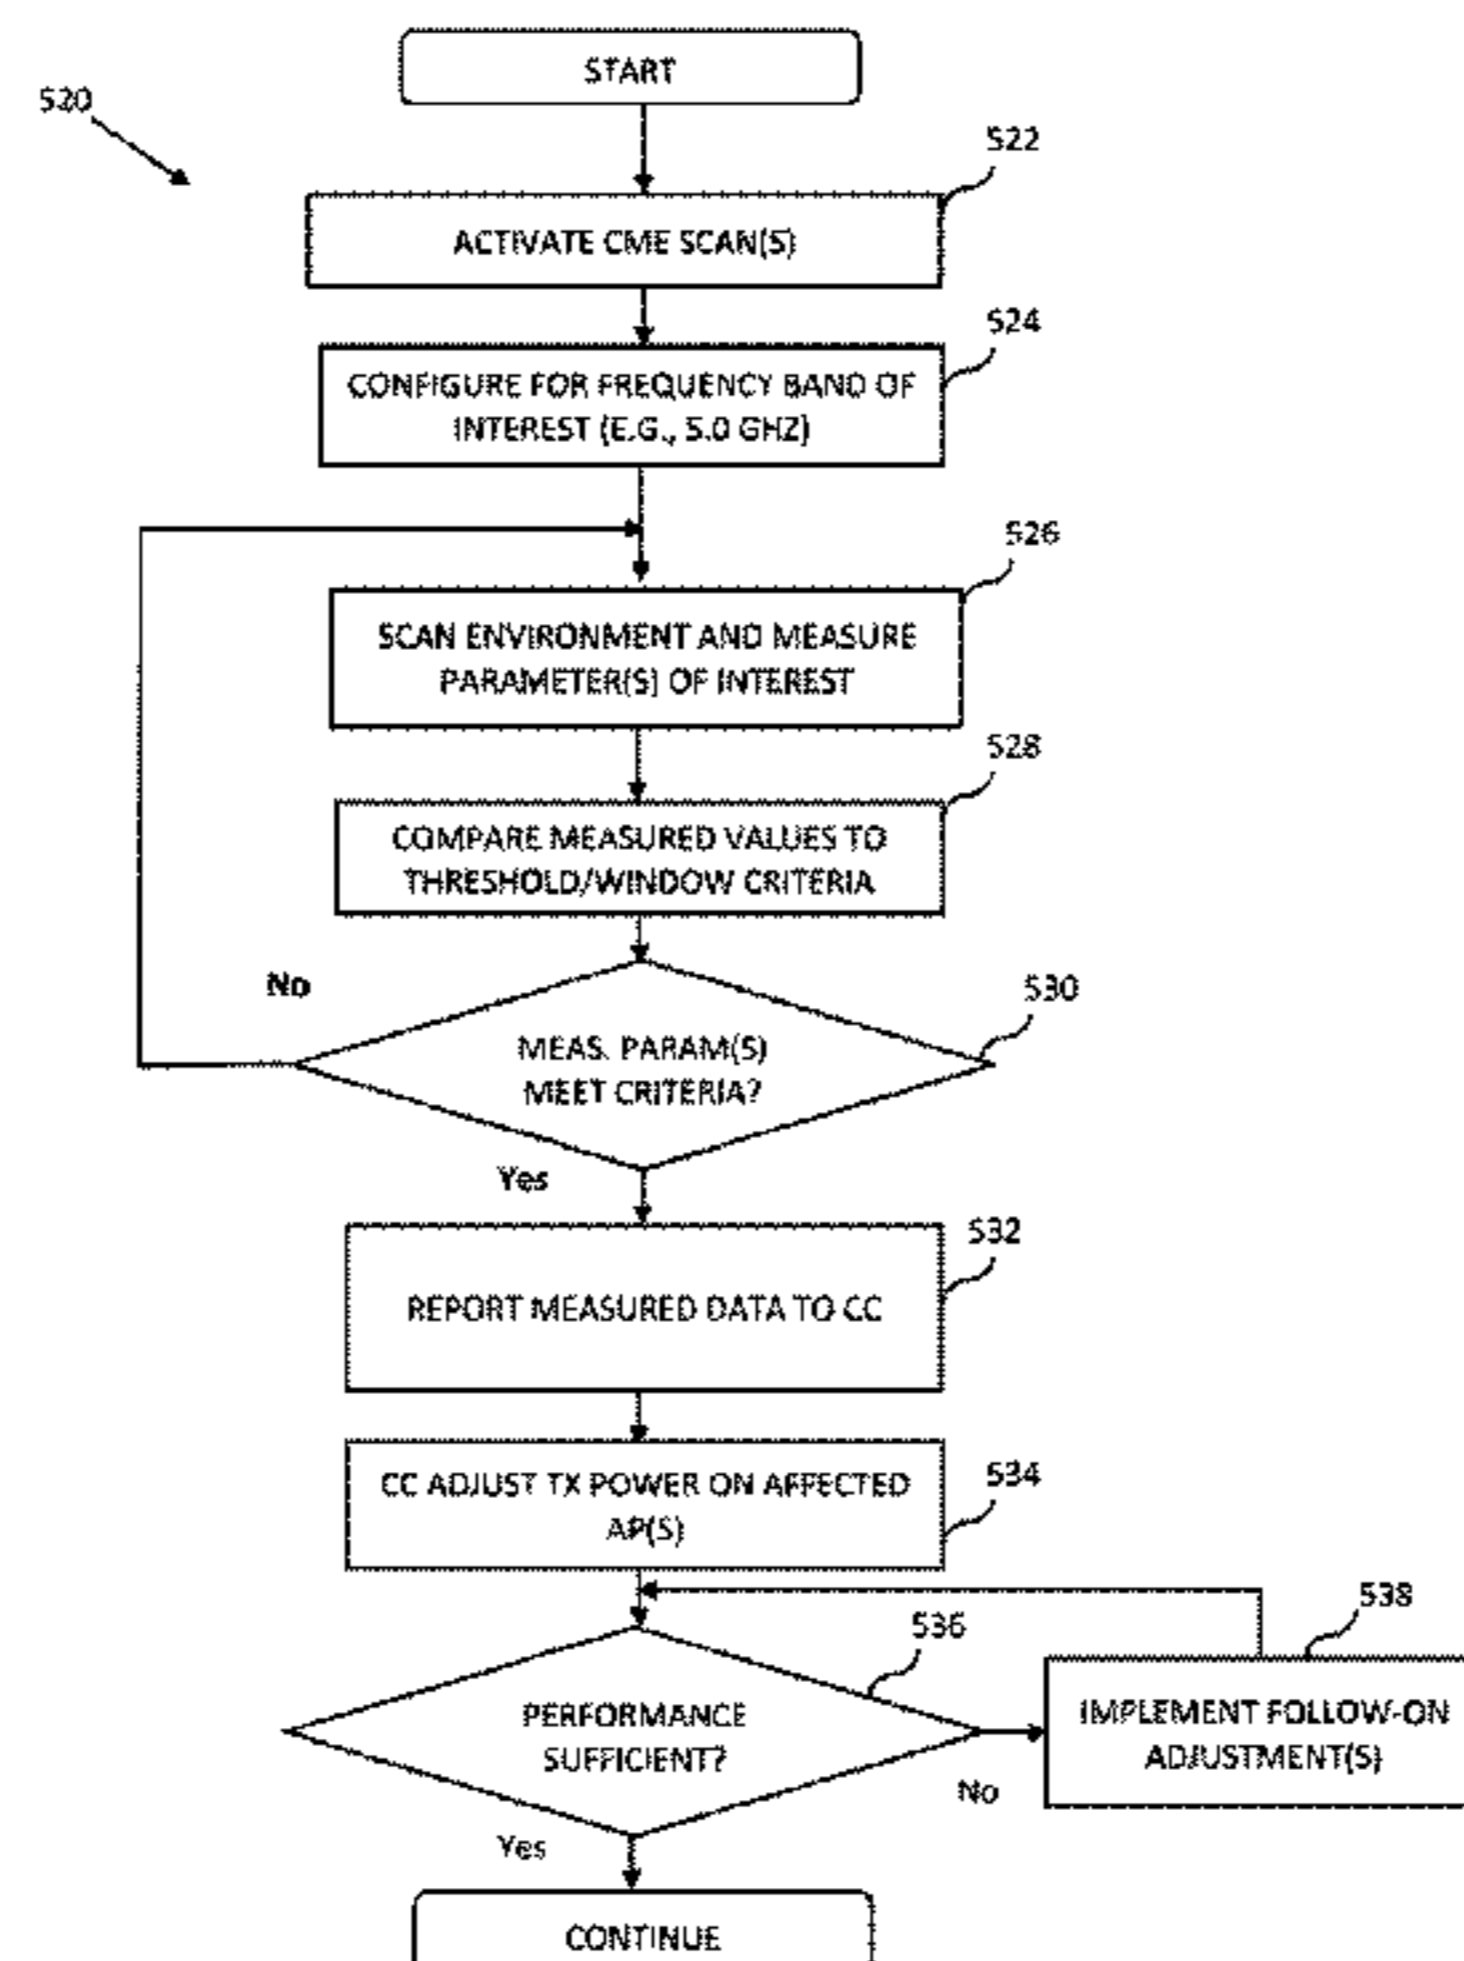 START
520
522
ACTIVATE CME SCAN(S)
524
CONFIGURE FOR FREQUENCY BAND OF
INTEREST (E.G., 5.0 GHZ)
526
SCAN ENVIRONMENT AND MEASURE
PARAMETER(S) OF INTEREST
528
COMPARE MEASURED VALUES TO
THRESHOLD/WINDOW CRITERIA
No
530
MEAS. PARAM(S)
MEET CRITERIA?
Yes
532
REPORT MEASURED DATA TO CC
534
CC ADJUST TX POWER ON AFFECTED
AP(S)
538
536
PERFORMANCE
SUFFICIENT?
IMPLEMENT FOLLOW-ON
ADJUSTMENT(S)
No
Yes
CONTINUE